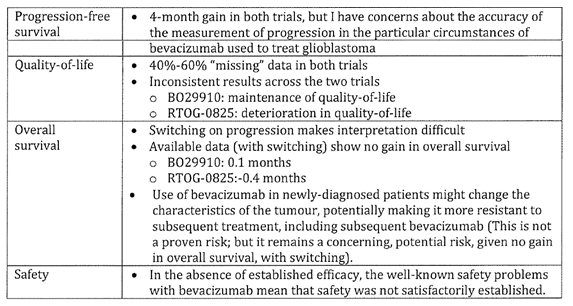 Progression-free
survival
• 4-month gain in both trials, but I have concerns about the accuracy of
the measurement of progression in the particular circumstances of
bevacizumab used to treat glioblastoma
Quality-of-life
• 40%-60% “missing” data in both trials
• Inconsistent results across the two trials
o BO29910: maintenance of quality-of-life
o RTOG-0825: deterioration in quality-of-life
Overall
survival
• Switching on progression makes interpretation difficult
• Available data (with switching) show no gain in overall survival
o BO29910: 0.1 months
o RTOG-0825:-0.4 months
• Use of bevacizumab in newly-diagnosed patients might change the
characteristics of the tumour, potentially making it more resistant to
subsequent treatment, including subsequent bevacizumab (This is not
a proven risk; but it remains a concerning, potential risk, given no gain
in overall survival, with switching).
Safety
• In the absence of established efficacy, the well-known safety problems
with bevacizumab mean that safety was not satisfactorily established.